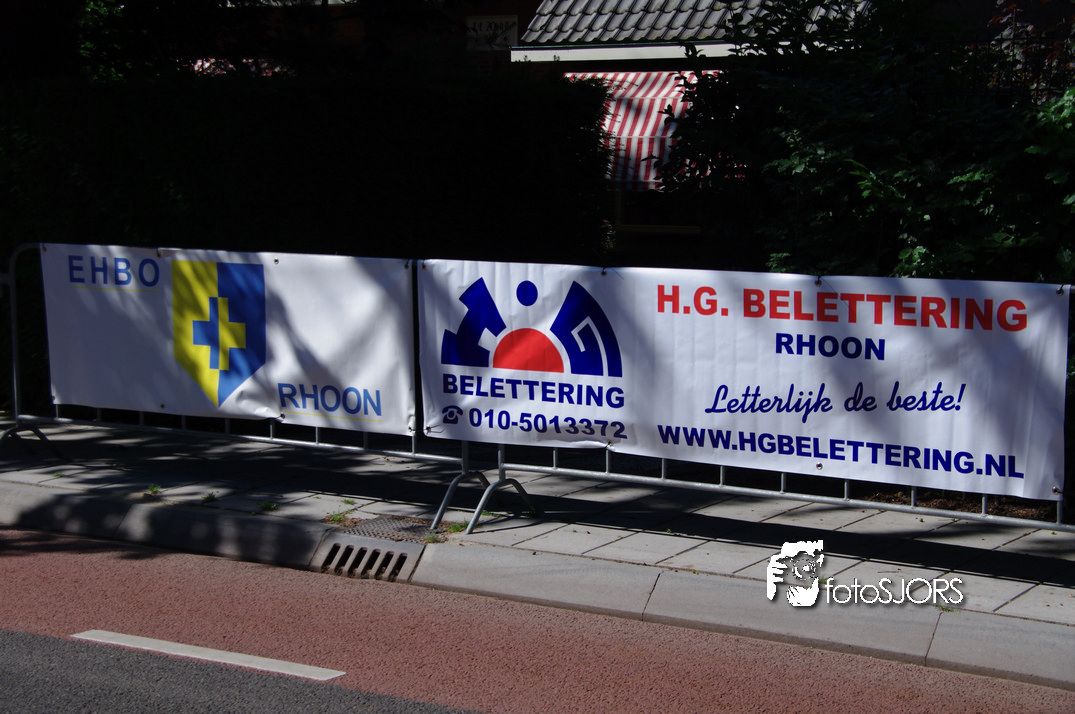 EHBO
RHOON
BELETTERING
☎ 010-5013372
H.G. BELETTERING
RHOON
Letterlijk de beste!
WWW.HGBELETTERING.NL
fotoSJORS